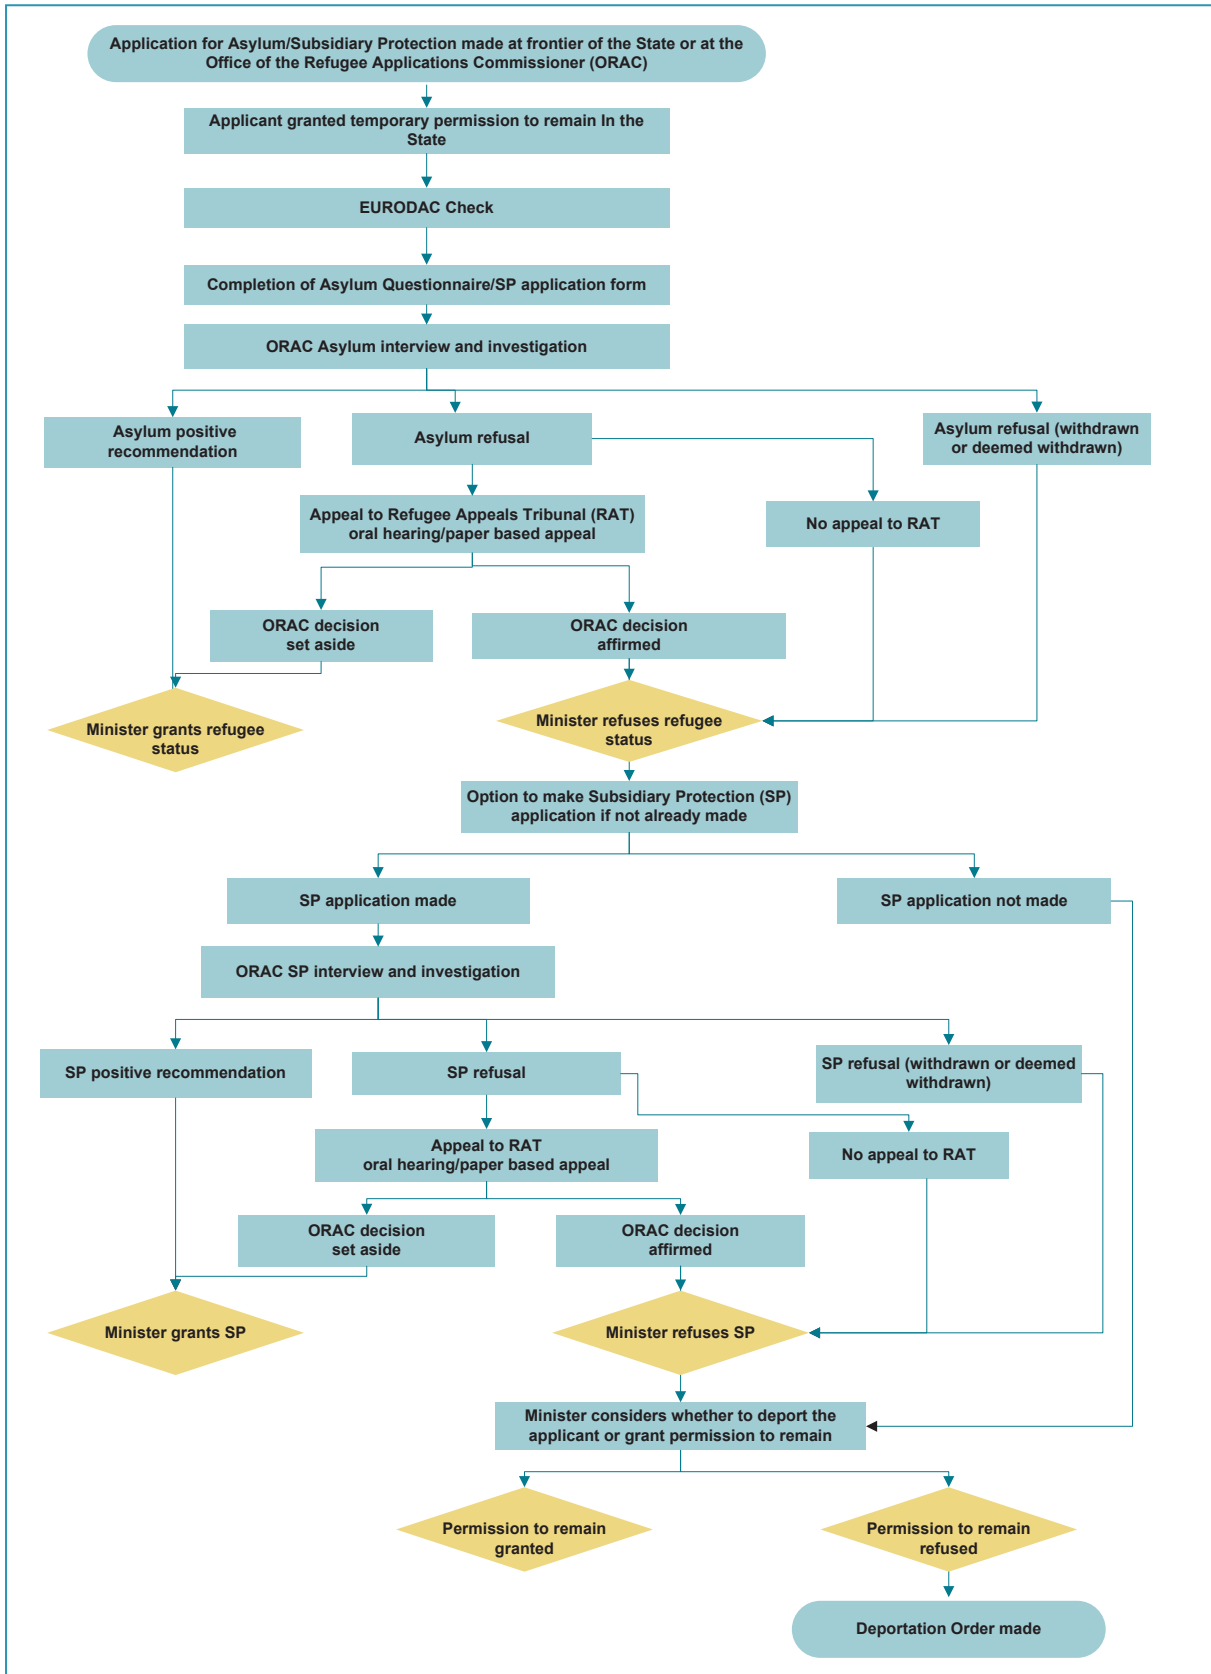 Application for Asylum/Subsidiary Protection made at frontier of the State or at the
Office of the Refugee Applications Commissioner (ORAC)
Applicant granted temporary permission to remain In the
State
EURODAC Check
Completion of Asylum Questionnaire/SP application form
ORAC Asylum interview and investigation
Asylum positive
recommendation
Asylum refusal
Asylum refusal (withdrawn
or deemed withdrawn)
Appeal to Refugee Appeals Tribunal (RAT)
oral hearing/paper based appeal
No appeal to RAT
ORAC decision
set aside
ORAC decision
affirmed
Minister grants refugee
status
Minister refuses refugee
status
Option to make Subsidiary Protection (SP)
application if not already made
SP application made
SP application not made
ORAC SP interview and investigation
SP positive recommendation
SP refusal
SP refusal (withdrawn or deemed
withdrawn)
Appeal to RAT
oral hearing/paper based appeal
No appeal to RAT
ORAC decision
set aside
ORAC decision
affirmed
Minister grants SP
Minister refuses SP
Minister considers whether to deport the
applicant or grant permission to remain
Permission to remain
granted
Permission to remain
refused
Deportation Order made